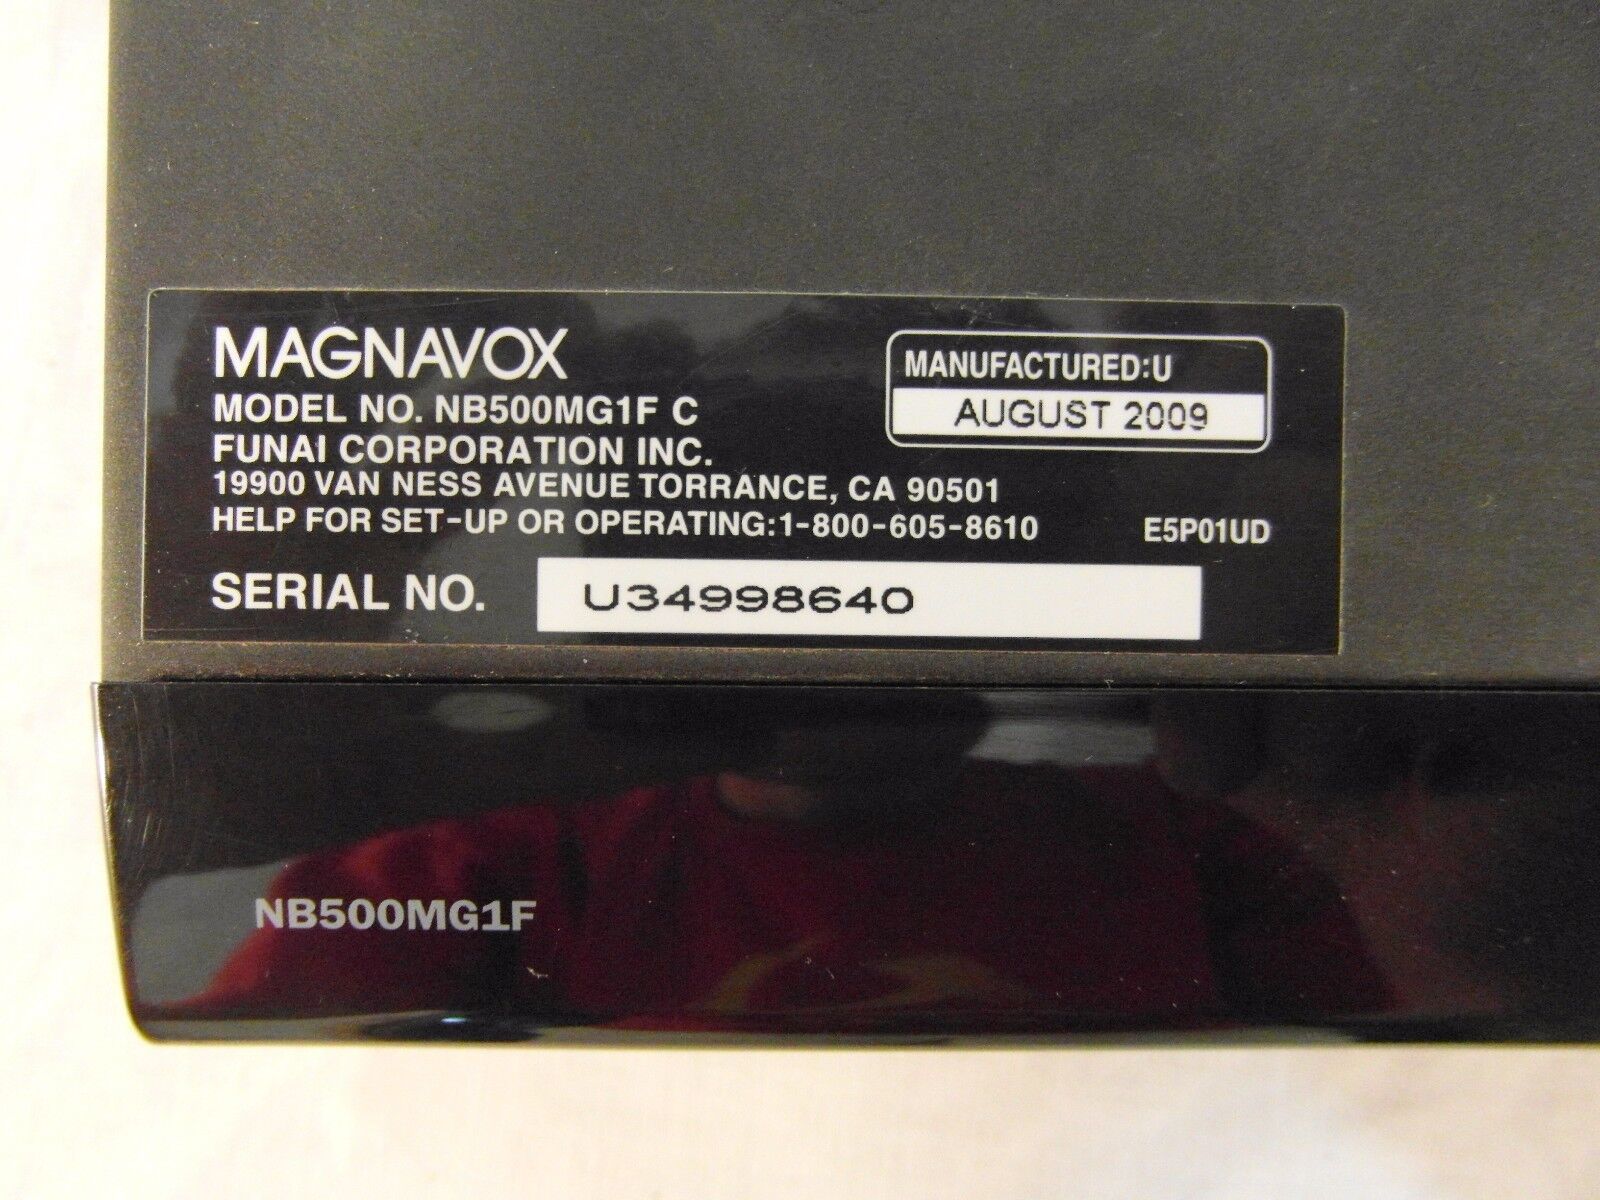 MAGNAVOX
MODEL NO. NB500MG1F C
FUNAI CORPORATION INC.
19900 VAN NESS AVENUE TORRANCE, CA 90501
HELP FOR SET-UP OR OPERATING:1-800-605-8610
MANUFACTURED:U
AUGUST 2009
E5P01UD
SERIAL NO. U34998640
NB500MG1F